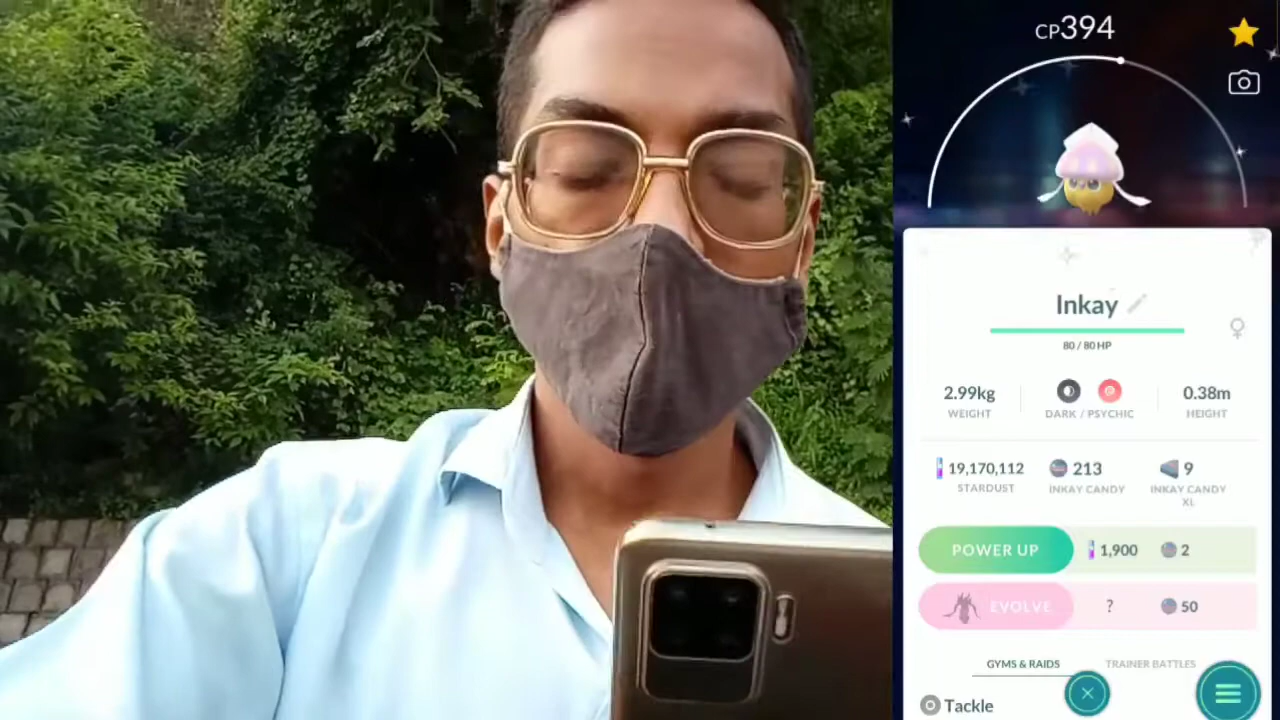 CP394
Inkay
80 / 80 HP
2.99kg
WEIGHT
DARK / PSYCHIC
0.38m
HEIGHT
19,170,112
STARDUST
213
INKAY CANDY
9
INKAY CANDY
XL
POWER UP
1,900
2
EVOLVE
?
50
GYMS & RAIDS
TRAINER BATTLES
Tackle